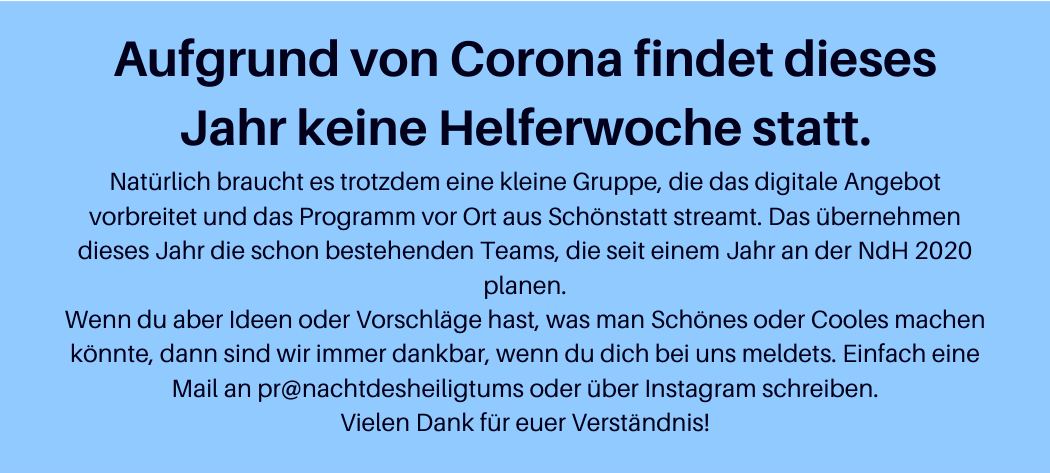 Aufgrund von Corona findet dieses
Jahr keine Helferwoche statt.
Natürlich braucht es trotzdem eine kleine Gruppe, die das digitale Angebot
vorbreitet und das Programm vor Ort aus Schönstatt streamt. Das übernehmen
dieses Jahr die schon bestehenden Teams, die seit einem Jahr an der NdH 2020
planen.
Wenn du aber Ideen oder Vorschläge hast, was man Schönes oder Cooles machen
könnte, dann sind wir immer dankbar, wenn du dich bei uns meldets. Einfach eine
Mail an pr@nachtdesheiligtums oder über Instagram schreiben.
Vielen Dank für euer Verständnis!